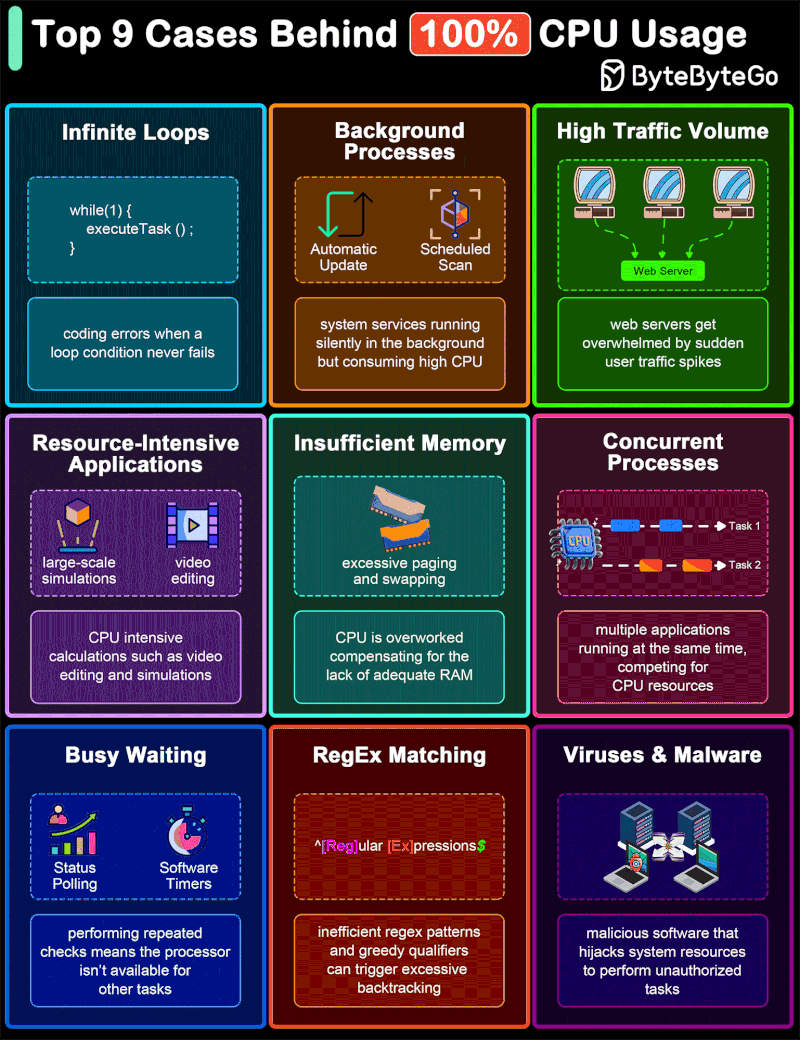 Top 9 Cases Behind 100% CPU Usage
ByteByteGo
Infinite Loops
while(1) {
executeTask () ;
}
coding errors when a
loop condition never fails
Background
Processes
Automatic
Update
Scheduled
Scan
system services running
silently in the background
but consuming high CPU
High Traffic Volume
Web Server
web servers get
overwhelmed by sudden
user traffic spikes
Resource-Intensive
Applications
large-scale
simulations
video
editing
CPU intensive
calculations such as video
editing and simulations
Insufficient Memory
excessive paging
and swapping
CPU is overworked
compensating for the
lack of adequate RAM
Concurrent
Processes
CPU
Task 1
Task 2
multiple applications
running at the same time,
competing for
CPU resources
Busy Waiting
Status
Polling
Software
Timers
performing repeated
checks means the processor
isn't available for
other tasks
RegEx Matching
^[Reg]ular [Ex]pressions$
inefficient regex patterns
and greedy qualifiers
can trigger excessive
backtracking
Viruses & Malware
malicious software that
hijacks system resources
to perform unauthorized
tasks